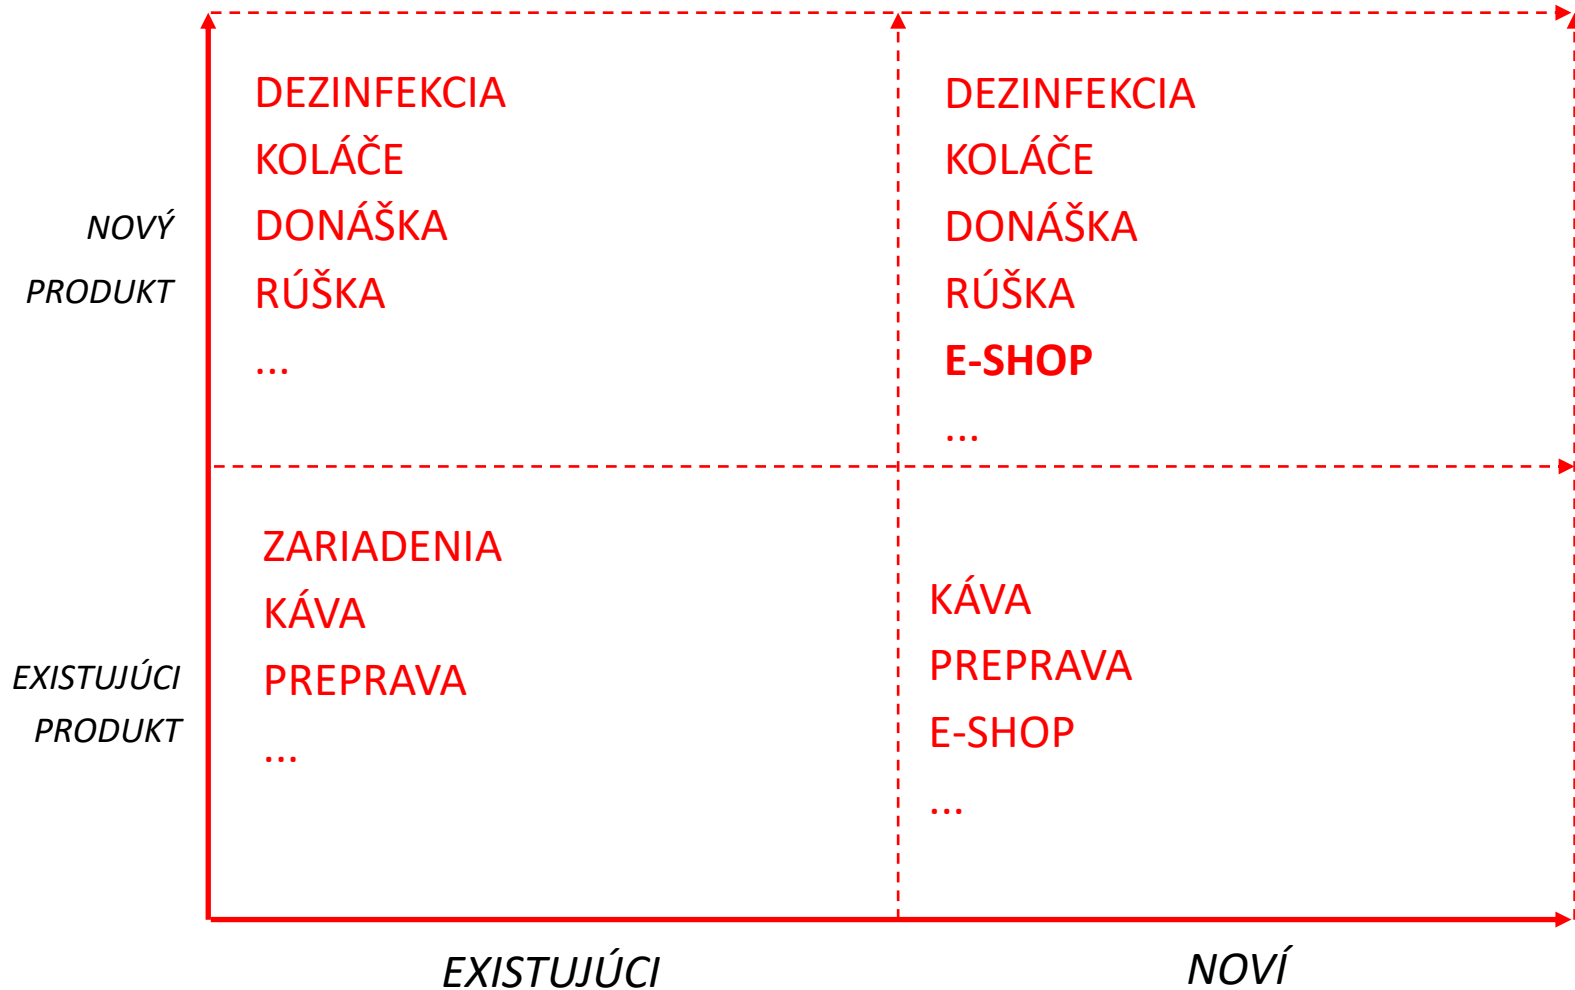 DEZINFEKCIA
KOLÁČE
DONÁŠKA
RÚŠKA
...
DEZINFEKCIA
KOLÁČE
DONÁŠKA
RÚŠKA
E-SHOP
...
NOVÝ
PRODUKT
ZARIADENIA
KÁVA
PREPRAVA
...
KÁVA
PREPRAVA
E-SHOP
...
EXISTUJÚCI
PRODUKT
EXISTUJÚCI
NOVÍ